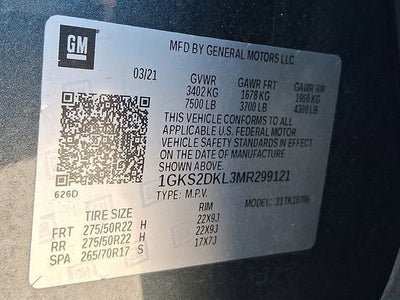 GM
MFD BY GENERAL MOTORS LLC
03/21 GVWR GAWR FRT GAWR RR
3402 KG 1678 KG 1950 KG
7500 LB 3700 LB 4300 LB
THIS VEHICLE CONFORMS TO ALL
APPLICABLE U.S. FEDERAL MOTOR
VEHICLE SAFETY STANDARDS IN EFFECT
ON THE DATE OF MANUFACTURE
SHOWN ABOVE.
1GKS2DKL3MR299121
626D TYPE: M.P.V. MODEL:
TIRE SIZE RIM
FRT 275/50R22 H 22X9J
RR 275/50R22 H 22X9J
SPA 265/70R17 S 17X7J